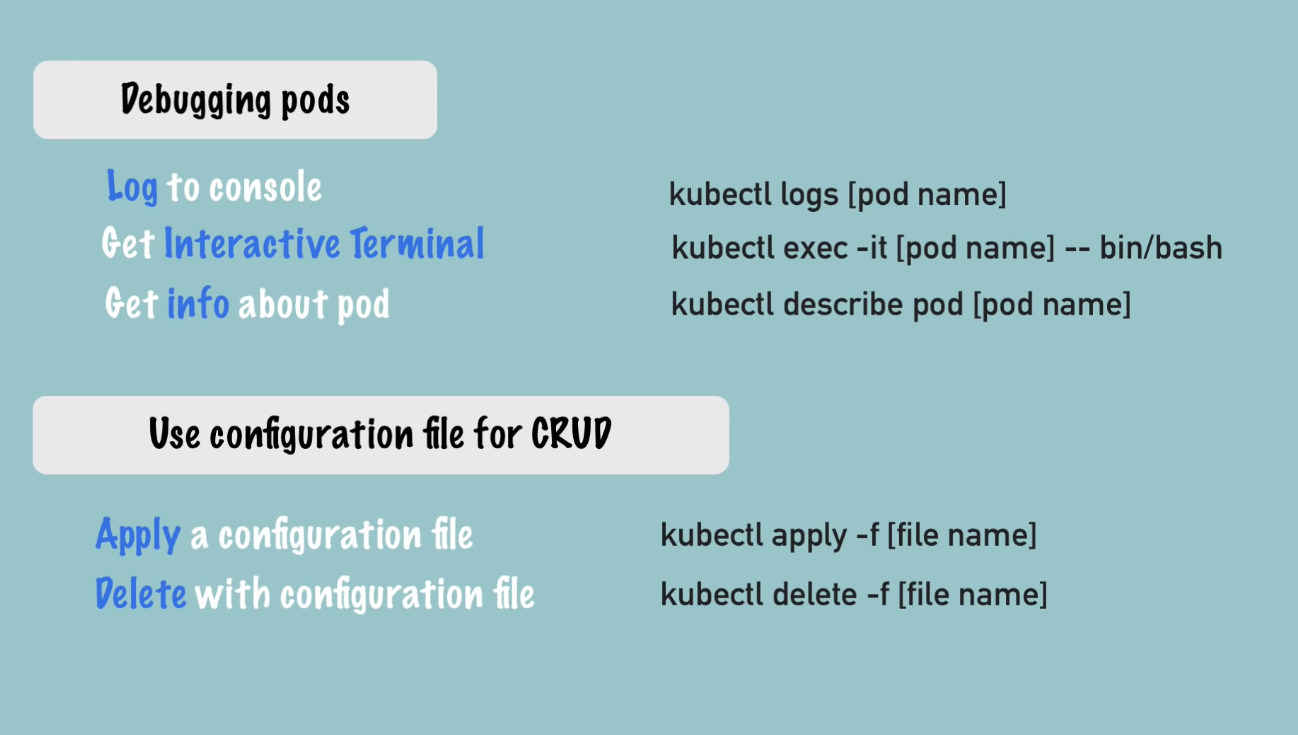 Debugging pods
Log to console kubectl logs [pod name]
Get Interactive Terminal kubectl exec -it [pod name] -- bin/bash
Get info about pod kubectl describe pod [pod name]
Use configuration file for CRUD
Apply a configuration file kubectl apply -f [file name]
Delete with configuration file kubectl delete -f [file name]